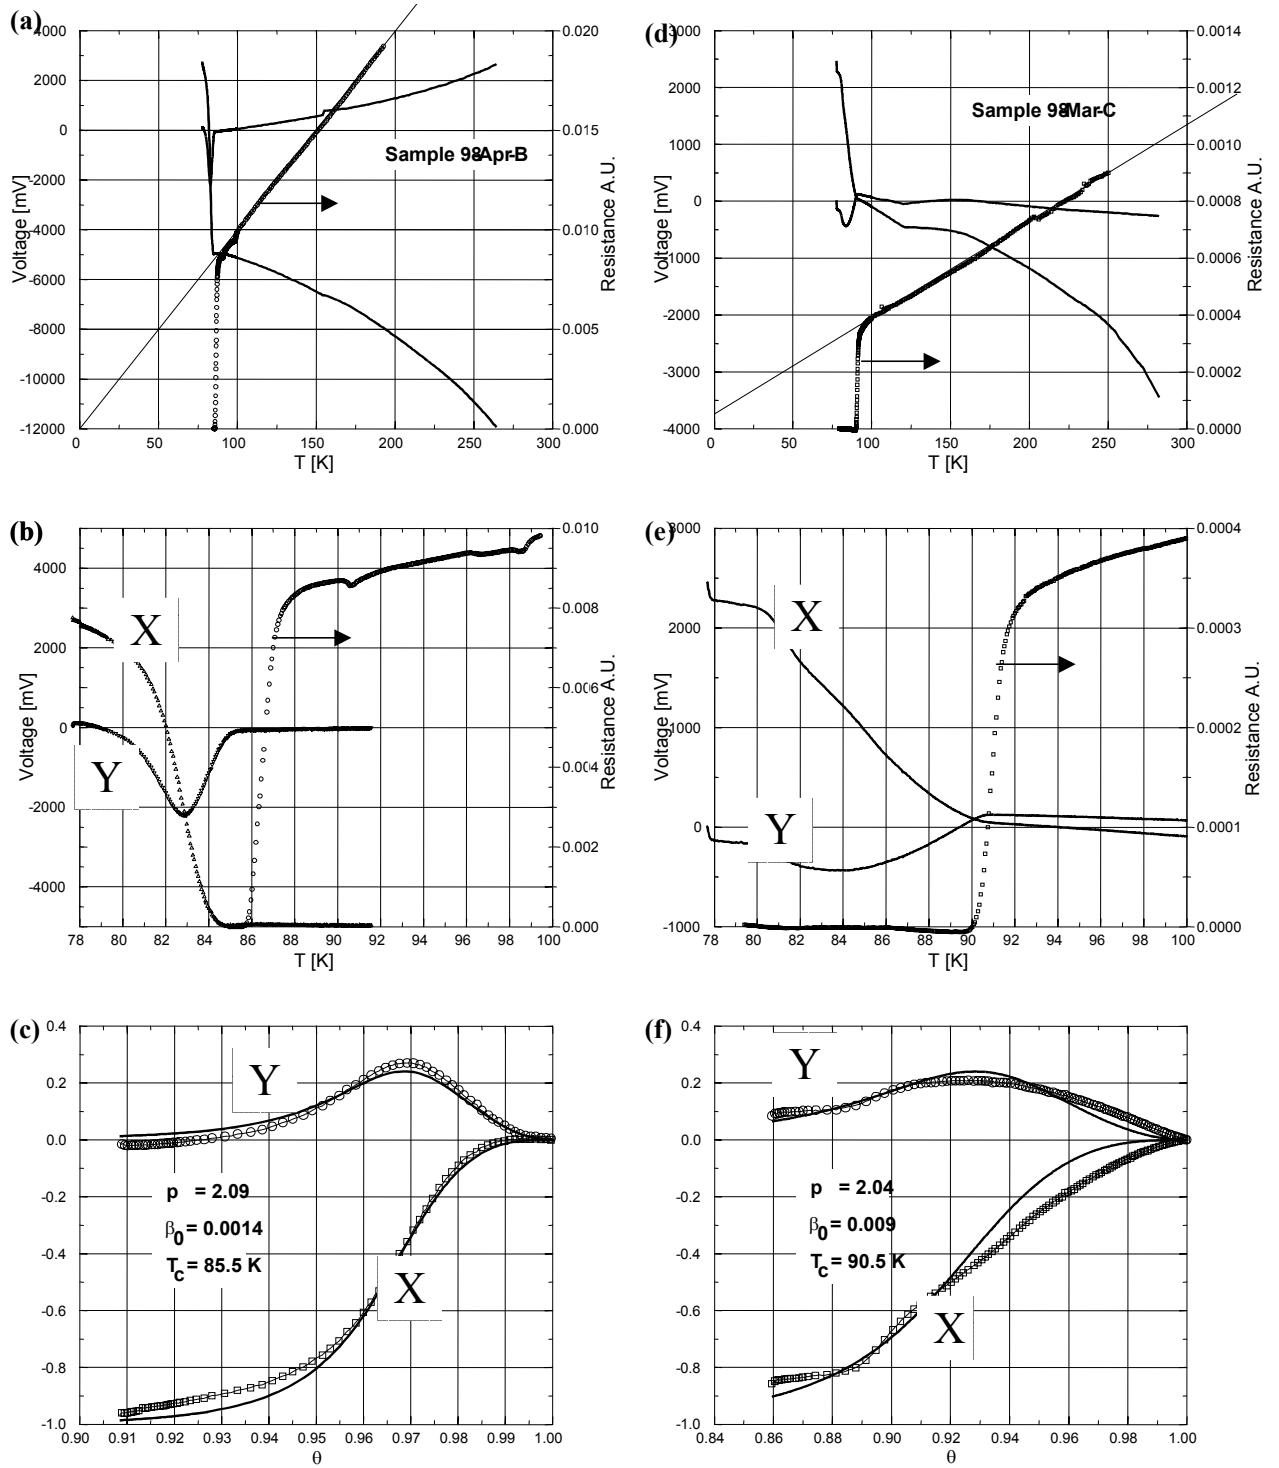 (a)
4000
2000
0
-2000
-4000
-6000
-8000
-10000
-12000
Voltage [mV]
0.020
0.015
0.010
0.005
0.000
Resistance A.U.
Sample 98-Apr-B
0 50 100 150 200 250 300
T [K]
(d)
3000
2000
1000
0
-1000
-2000
-3000
-4000
Voltage [mV]
0.0014
0.0012
0.0010
0.0008
0.0006
0.0004
0.0002
0.0000
Resistance A.U.
Sample 98-Mar-C
0 50 100 150 200 250 300
T [K]
(b)
4000
2000
0
-2000
-4000
Voltage [mV]
X
Y
0.010
0.008
0.006
0.004
0.002
0.000
Resistance A.U.
78 80 82 84 86 88 90 92 94 96 98 100
T [K]
(e)
3000
2000
1000
0
-1000
Voltage [mV]
X
Y
0.0004
0.0003
0.0002
0.0001
0.0000
Resistance A.U.
78 80 82 84 86 88 90 92 94 96 98 100
T [K]
(c)
0.4
0.2
0.0
-0.2
-0.4
-0.6
-0.8
-1.0
Y
p = 2.09
β0 = 0.0014
Tc = 85.5 K
X
0.90 0.91 0.92 0.93 0.94 0.95 0.96 0.97 0.98 0.99 1.00
θ
(f)
0.4
0.2
0.0
-0.2
-0.4
-0.6
-0.8
-1.0
Y
p = 2.04
β0 = 0.009
Tc = 90.5 K
X
0.84 0.86 0.88 0.90 0.92 0.94 0.96 0.98 1.00
θ